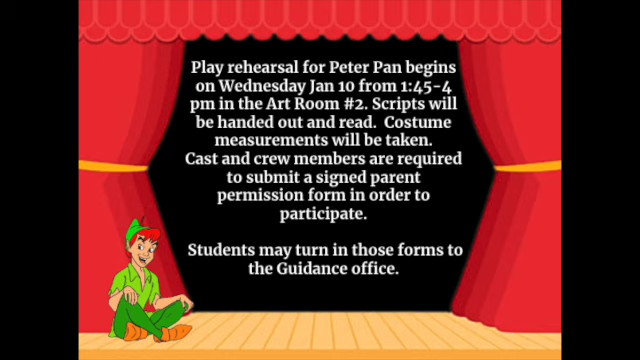 Play rehearsal for Peter Pan begins
on Wednesday Jan 10 from 1:45-4
pm in the Art Room #2. Scripts will
be handed out and read.  Costume
measurements will be taken.
Cast and crew members are required
to submit a signed parent
permission form in order to
participate.
Students may turn in those forms to
the Guidance office.